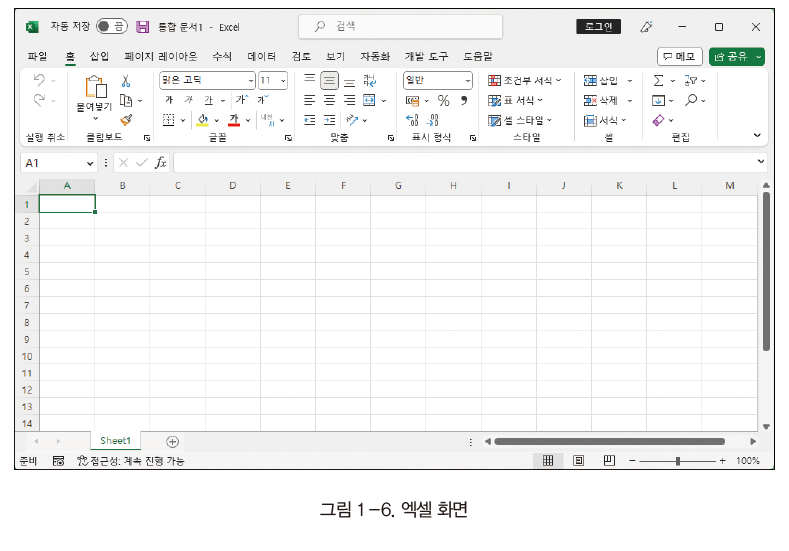 자동 저장 끔 통합 문서1 - Excel 검색 로그인
파일 홈 삽입 페이지 레이아웃 수식 데이터 검토 보기 자동화 개발 도구 도움말 메모 공유
맑은 고딕 11 일반 조건부 서식 삽입
붙여넣기 가 가 가 가 가 % 표 서식 삭제
가 내천 셀 스타일 서식
실행 취소 클립보드 글꼴 맞춤 표시 형식 스타일 셀 편집
A1 fx
A B C D E F G H I J K L M
1
2
3
4
5
6
7
8
9
10
11
12
13
14
Sheet1
준비 접근성: 계속 진행 가능 100%
그림 1-6. 엑셀 화면